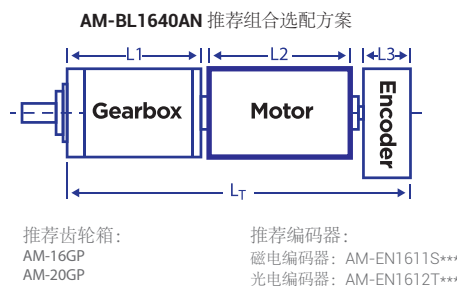 AM-BL1640AN 推荐组合选配方案
L1 L2 L3
Gearbox Motor Encoder
LT
推荐齿轮箱： 推荐编码器：
AM-16GP 磁电编码器：AM-EN1611S***
AM-20GP 光电编码器：AM-EN1612T***